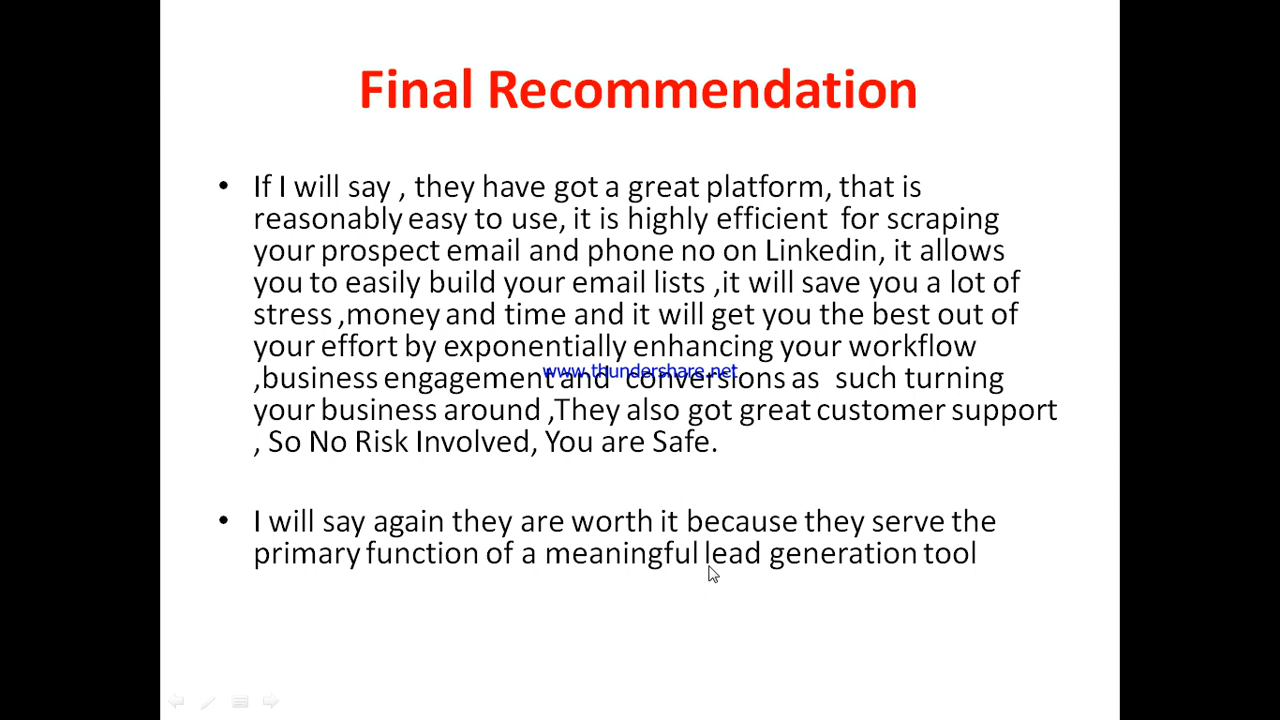 Final Recommendation
• If I will say , they have got a great platform, that is
reasonably easy to use, it is highly efficient for scraping
your prospect email and phone no on Linkedin, it allows
you to easily build your email lists ,it will save you a lot of
stress ,money and time and it will get you the best out of
your effort by exponentially enhancing your workflow
www.thundershare.net
,business engagement and conversions as such turning
your business around ,They also got great customer support
, So No Risk Involved, You are Safe.
• I will say again they are worth it because they serve the
primary function of a meaningful lead generation tool